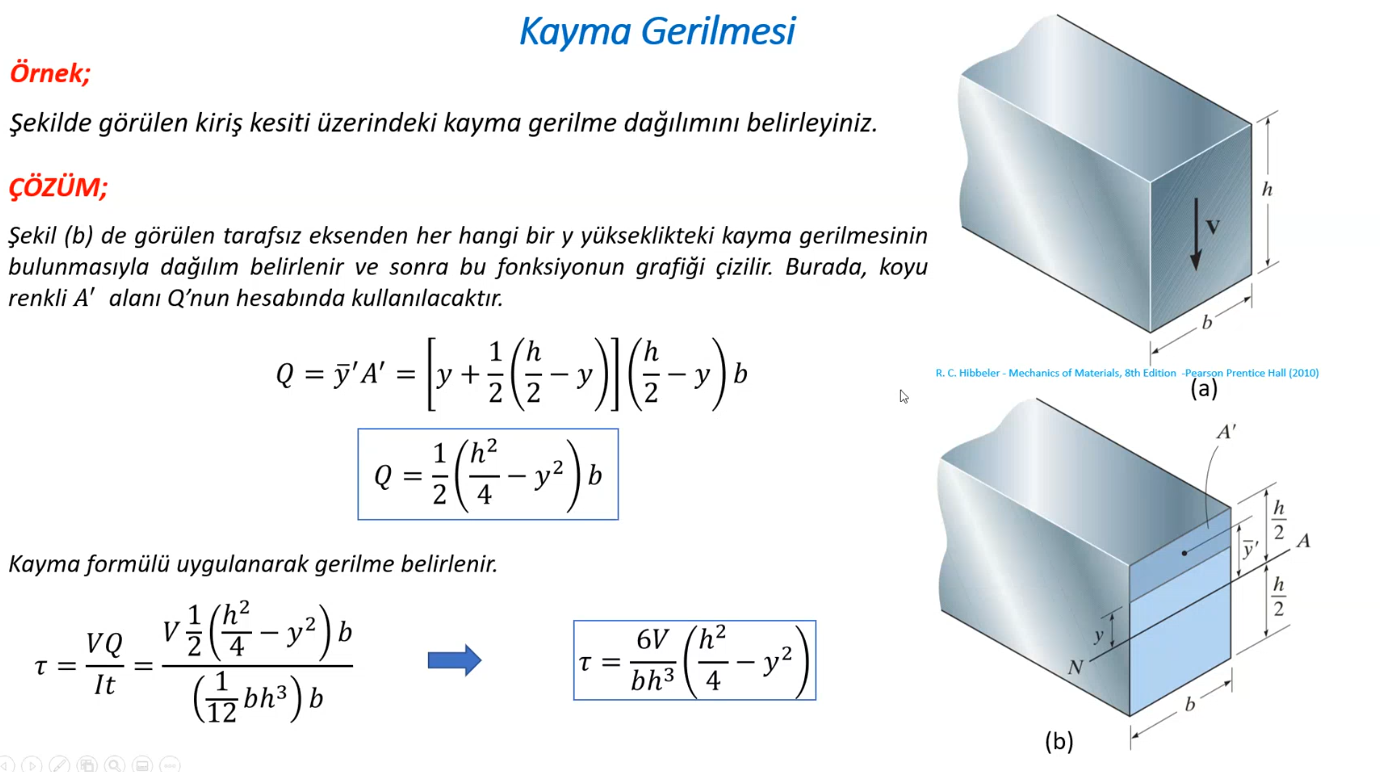 Kayma Gerilmesi
Örnek;
Şekilde görülen kiriş kesiti üzerindeki kayma gerilme dağılımını belirleyiniz.
ÇÖZÜM;
Şekil (b) de görülen tarafsız eksenden her hangi bir y yükseklikteki kayma gerilmesinin
bulunmasıyla dağılım belirlenir ve sonra bu fonksiyonun grafiği çizilir. Burada, koyu
renkli A′ alanı Q’nun hesabında kullanılacaktır.
Q = ȳ′A′ = [y + 1/2 (h/2 − y)] (h/2 − y) b
Q = 1/2 (h²/4 − y²) b
Kayma formülü uygulanarak gerilme belirlenir.
τ = VQ/It = V 1/2 (h²/4 − y²) b / (1/12 bh³) b
τ = 6V/bh³ (h²/4 − y²)
h
V
b
R. C. Hibbeler - Mechanics of Materials, 8th Edition -Pearson Prentice Hall (2010)
(a)
A′
h/2
ȳ′
A
h/2
y
N
b
(b)